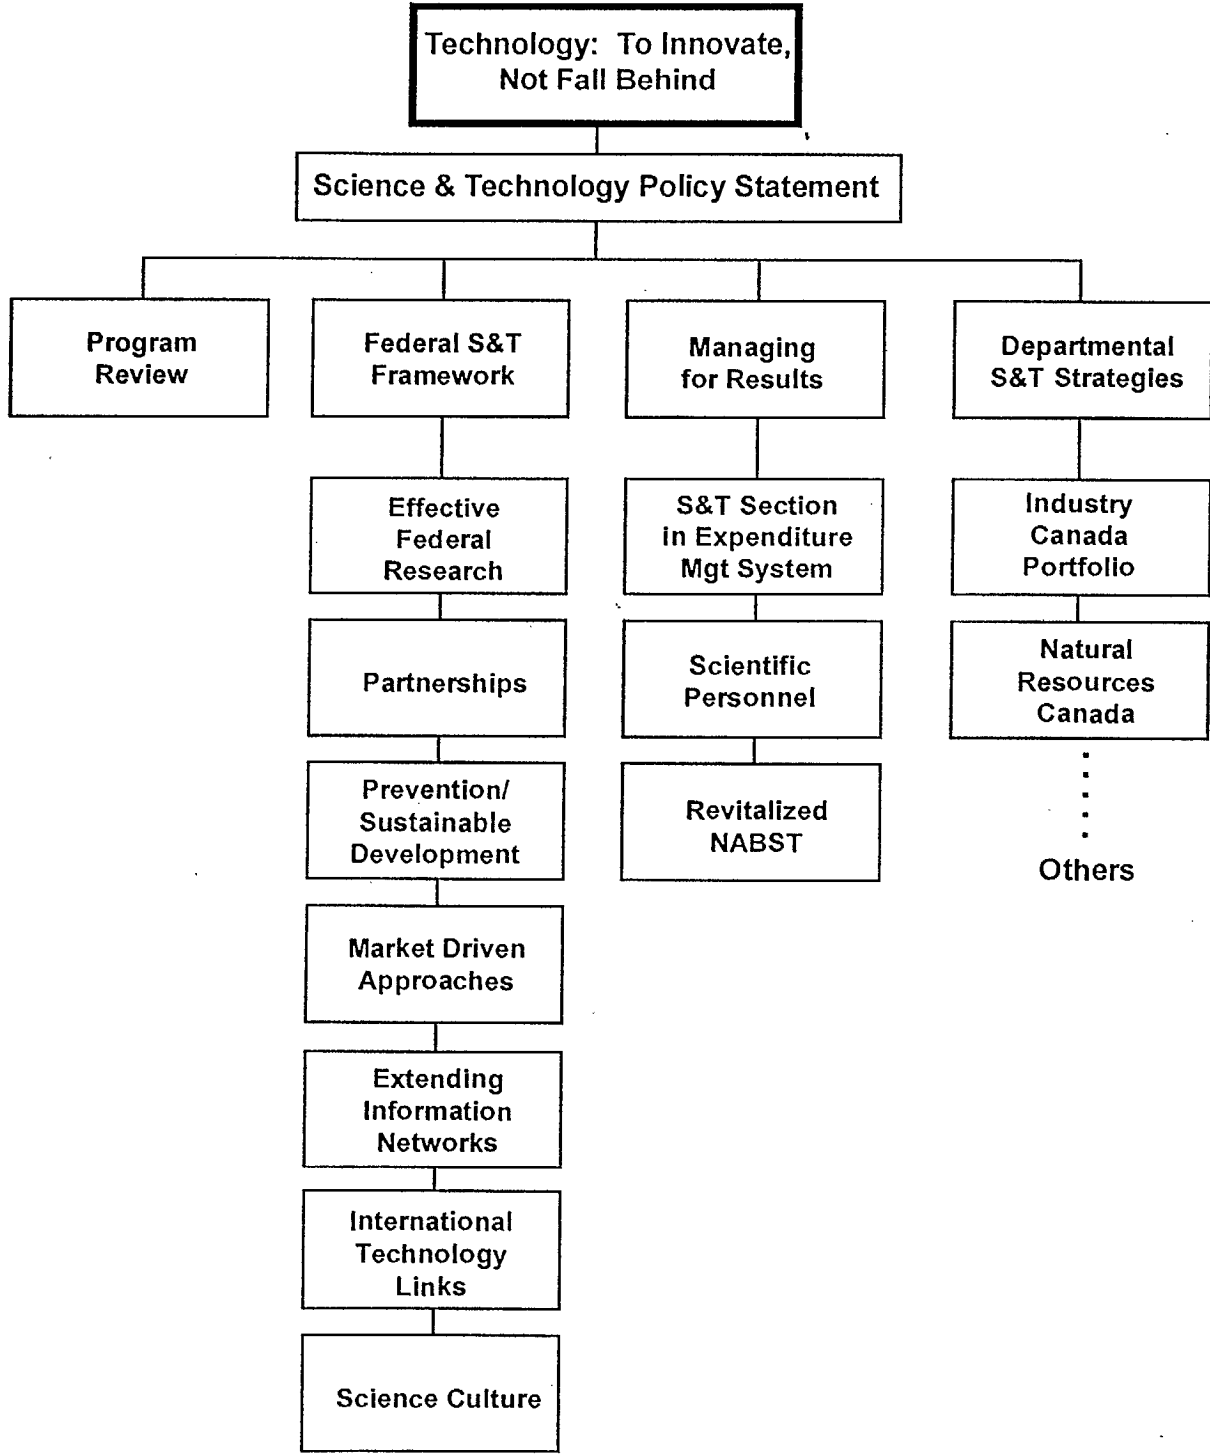 Technology: To Innovate,
Not Fall Behind
Science & Technology Policy Statement
Program
Review
Federal S&T
Framework
Managing
for Results
Departmental
S&T Strategies
Effective
Federal
Research
Partnerships
Prevention/
Sustainable
Development
Market Driven
Approaches
Extending
Information
Networks
International
Technology
Links
Science Culture
S&T Section
in Expenditure
Mgt System
Scientific
Personnel
Revitalized
NABST
Industry
Canada
Portfolio
Natural
Resources
Canada
Others